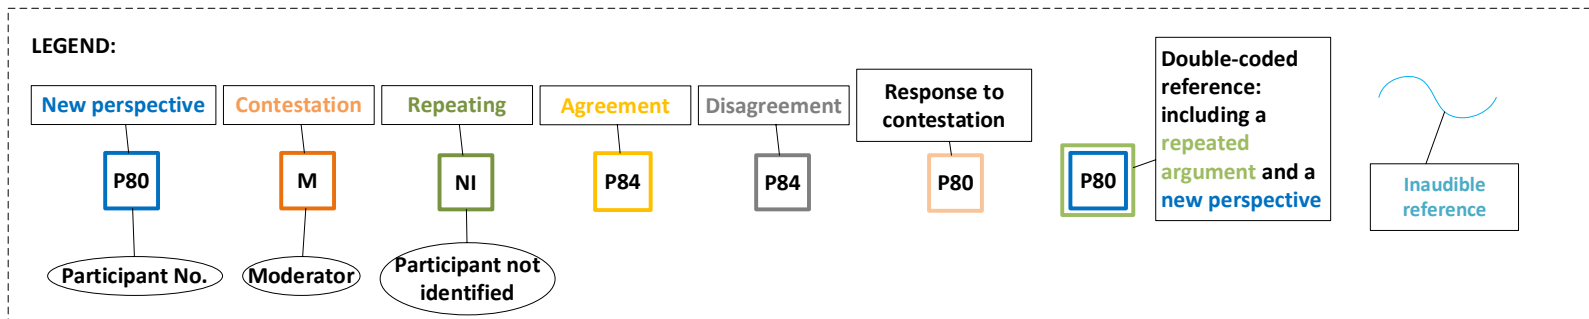 LEGEND:
New perspective
Contestation
Repeating
Agreement
Disagreement
Response to
contestation
Double-coded
reference:
including a
repeated
argument and a
new perspective
P80
M
NI
P84
P84
P80
P80
Inaudible
reference
Participant No.
Moderator
Participant not
identified